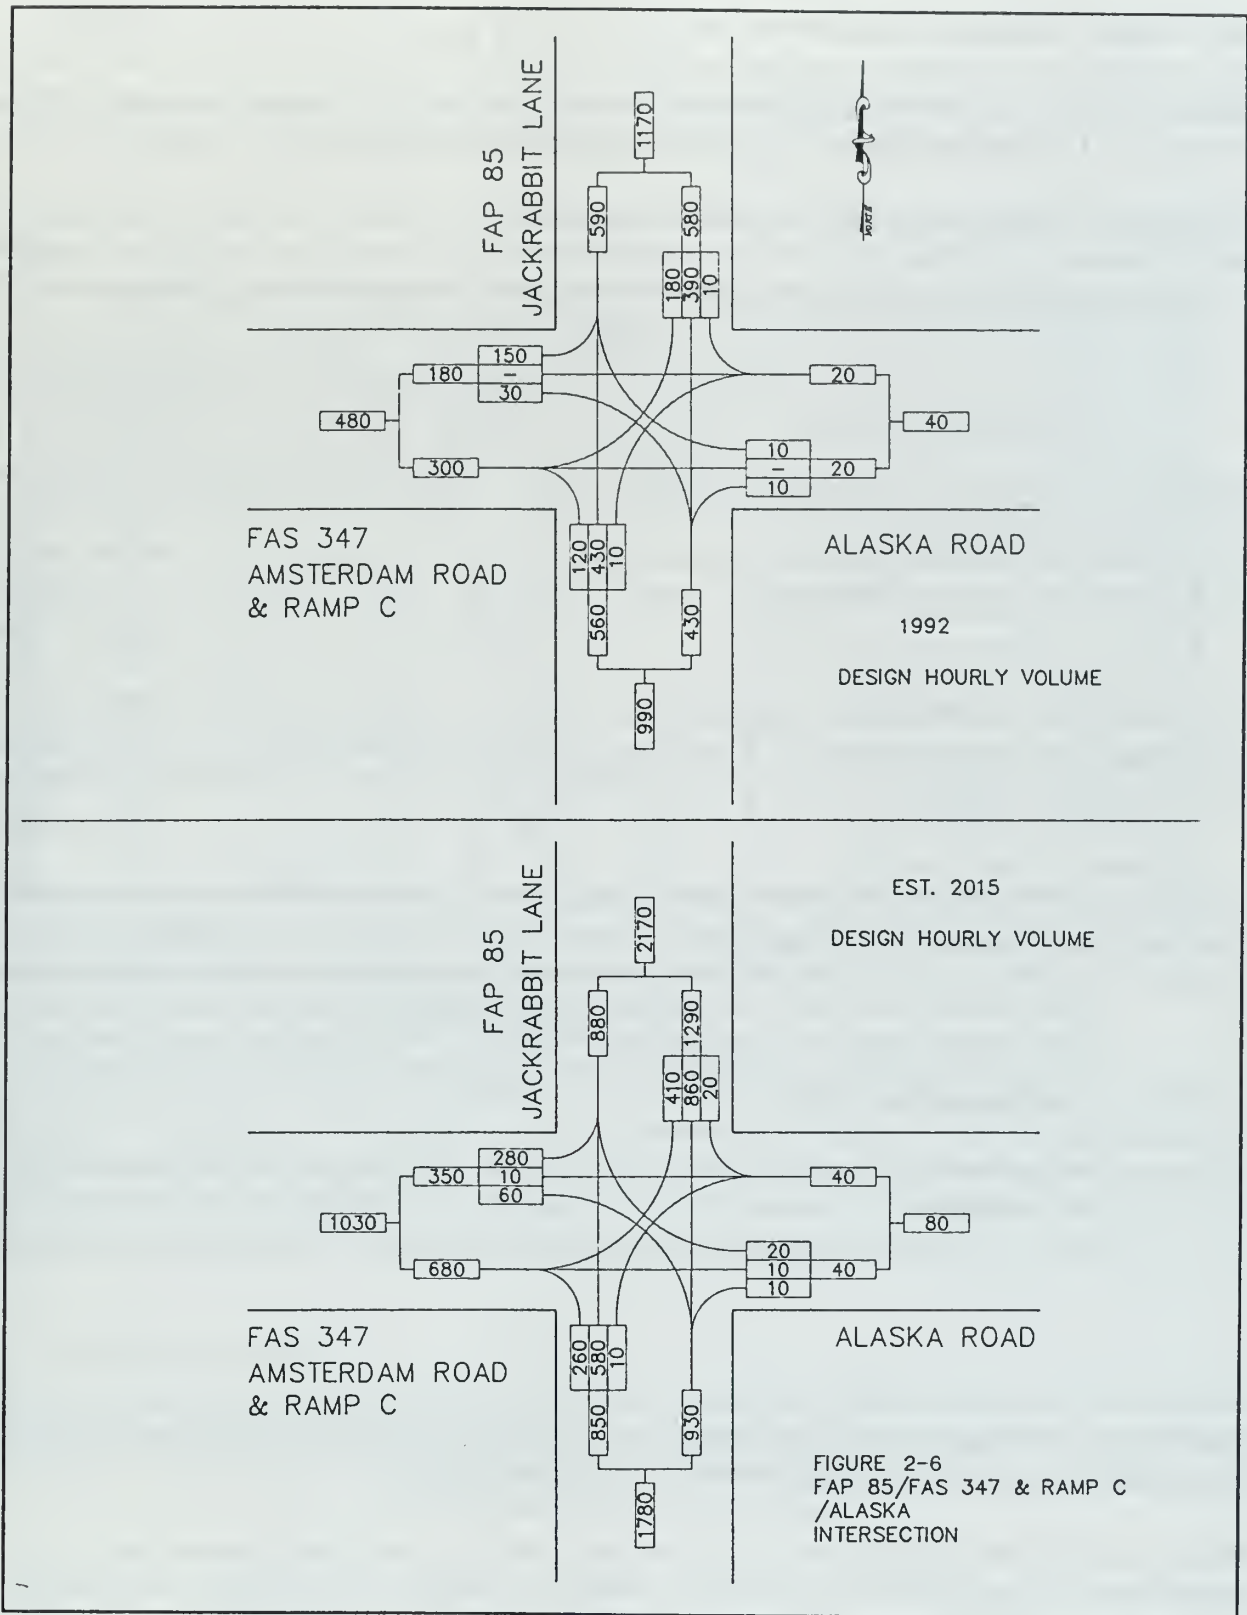 FAP 85
JACKRABBIT LANE
1170
590
580
180
390
10
NORTH
150
180
-
30
480
300
20
40
10
-
20
10
FAS 347
AMSTERDAM ROAD
& RAMP C
120
430
10
560
430
990
ALASKA ROAD
1992
DESIGN HOURLY VOLUME
EST. 2015
DESIGN HOURLY VOLUME
FAP 85
JACKRABBIT LANE
2170
880
1290
410
860
20
280
350
10
60
1030
680
40
80
20
10
40
10
FAS 347
AMSTERDAM ROAD
& RAMP C
260
580
10
850
930
1780
ALASKA ROAD
FIGURE 2-6
FAP 85/FAS 347 & RAMP C
/ALASKA
INTERSECTION